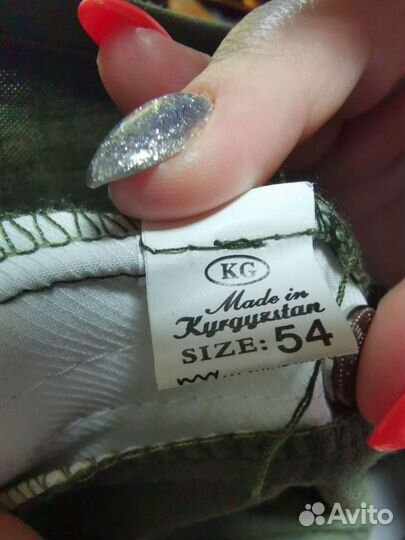 KG
Made in
Kyrgyzstan
SIZE: 54
Avito